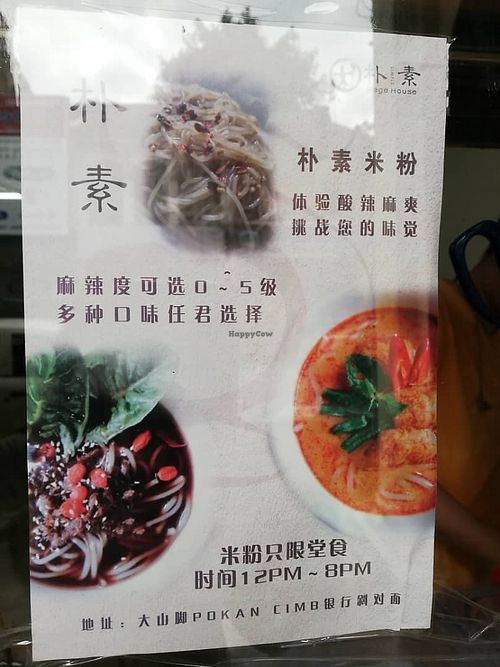 朴素
朴素
朴素米粉
体验酸辣麻爽
挑战您的味觉
麻辣度可选0~5级
多种口味任君选择
HappyCow
米粉只限堂食
时间12PM~8PM
地址：大山脚POKAN CIMB银行斜对面